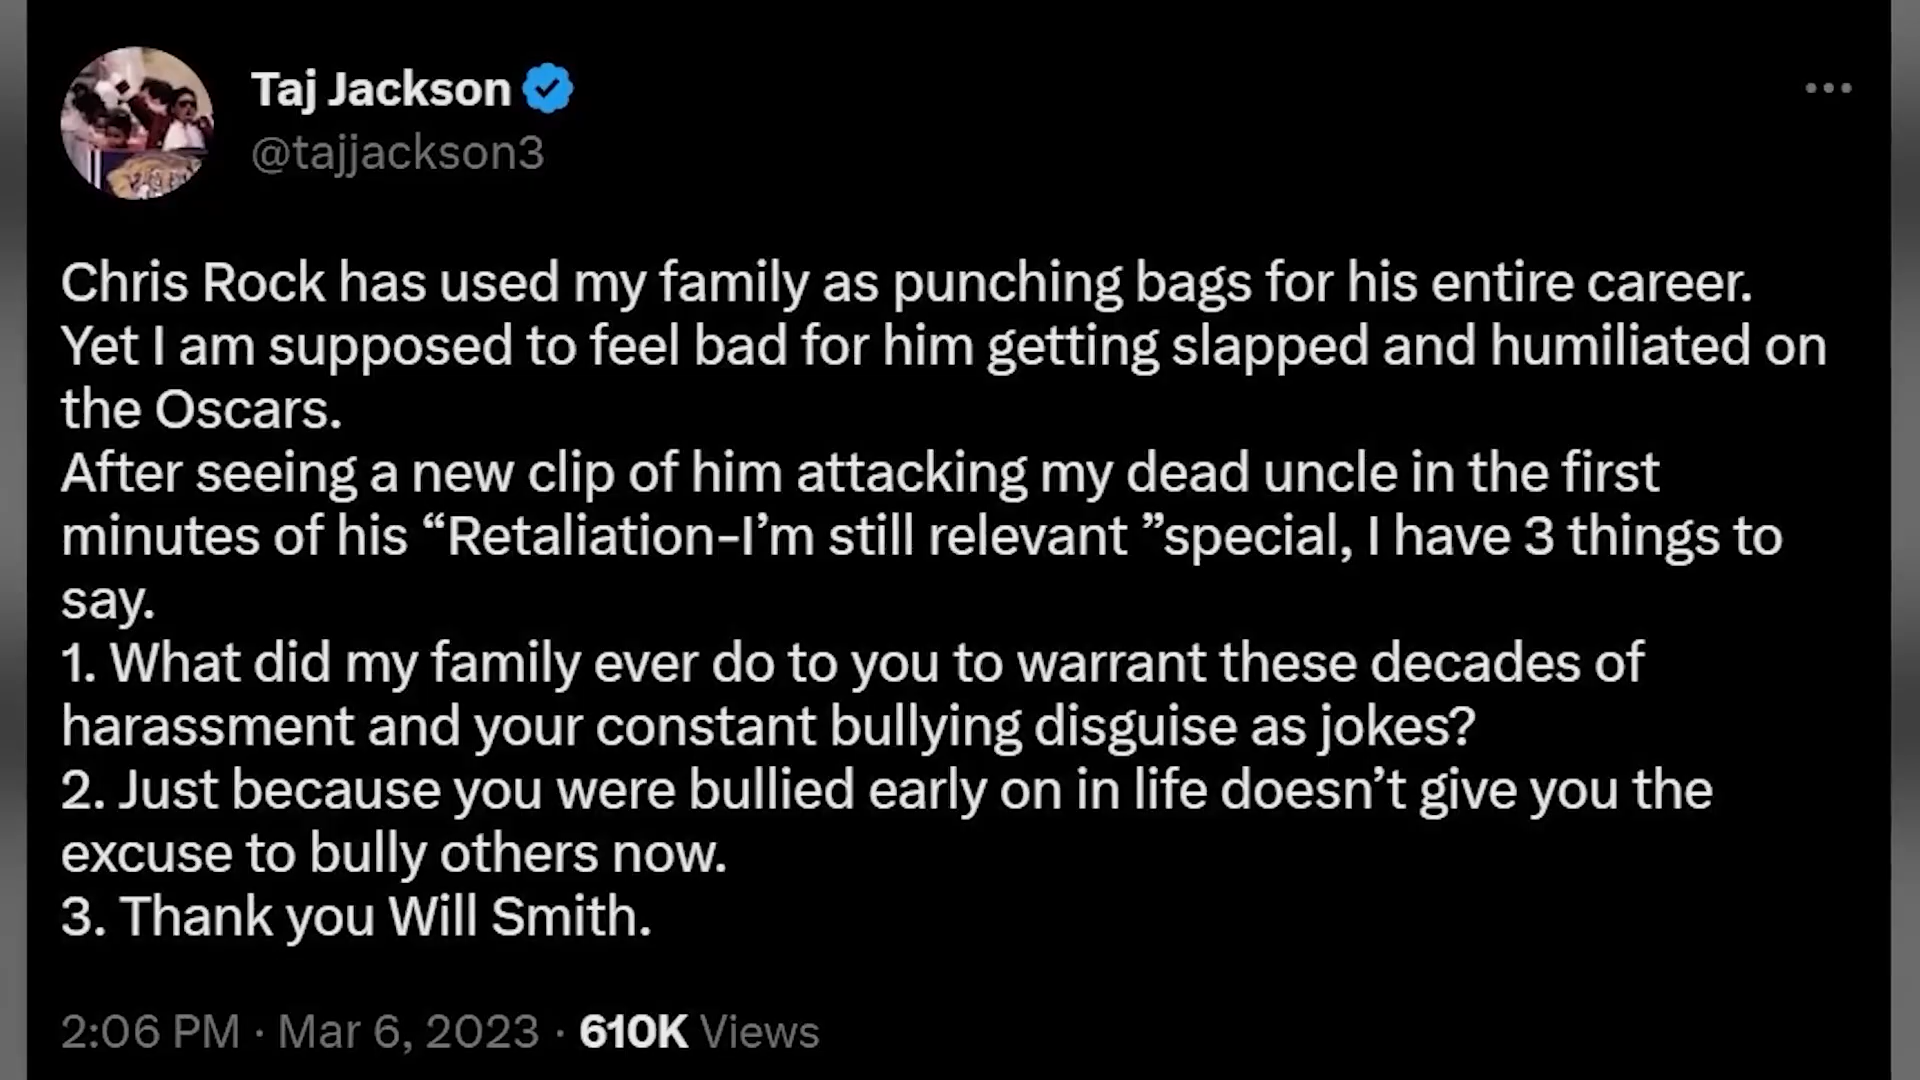 Taj Jackson
@tajjackson3
Chris Rock has used my family as punching bags for his entire career.
Yet I am supposed to feel bad for him getting slapped and humiliated on
the Oscars.
After seeing a new clip of him attacking my dead uncle in the first
minutes of his “Retaliation-I’m still relevant ”special, I have 3 things to
say.
1. What did my family ever do to you to warrant these decades of
harassment and your constant bullying disguise as jokes?
2. Just because you were bullied early on in life doesn’t give you the
excuse to bully others now.
3. Thank you Will Smith.
2:06 PM · Mar 6, 2023 · 610K Views